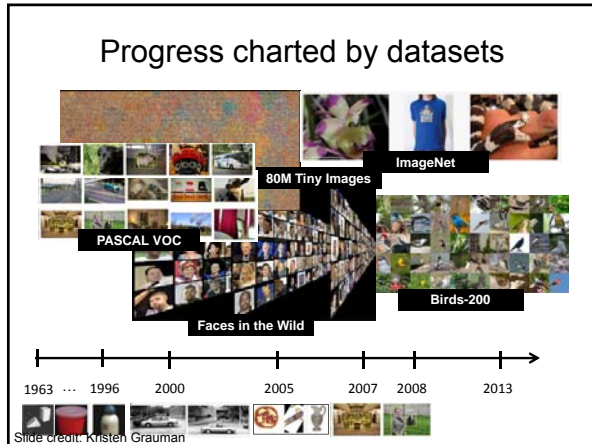 Progress charted by datasets
ImageNet
80M Tiny Images
PASCAL VOC
Birds-200
Faces in the Wild
1963 ... 1996 2000 2005 2007 2008 2013
Slide credit: Kristen Grauman